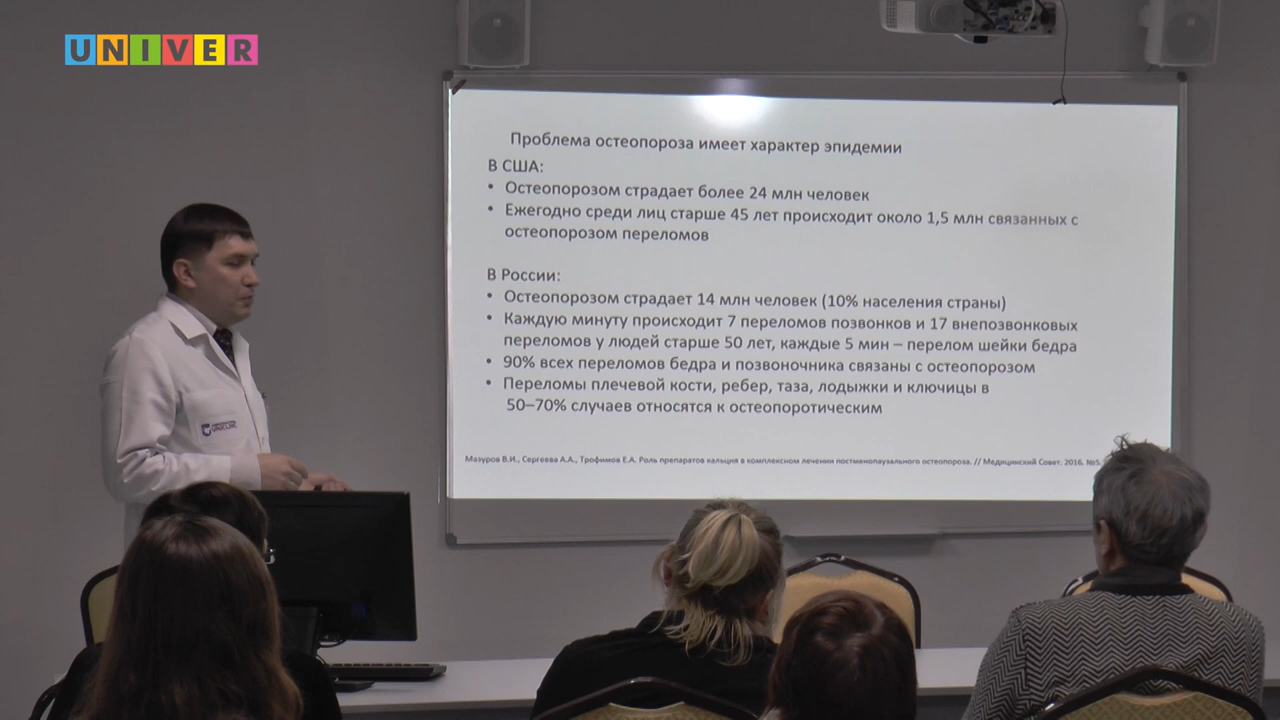 UNIVER
Проблема остеопороза имеет характер эпидемии
В США:
• Остеопорозом страдает более 24 млн человек
• Ежегодно среди лиц старше 45 лет происходит около 1,5 млн связанных с
остеопорозом переломов
В России:
• Остеопорозом страдает 14 млн человек (10% населения страны)
• Каждую минуту происходит 7 переломов позвонков и 17 внепозвонковых
переломов у людей старше 50 лет, каждые 5 мин – перелом шейки бедра
• 90% всех переломов бедра и позвоночника связаны с остеопорозом
• Переломы плечевой кости, ребер, таза, лодыжки и ключицы в
50–70% случаев относятся к остеопоротическим
Мазуров В.И., Сергеева А.А., Трофимов Е.А. Роль препаратов кальция в комплексном лечении постменопаузального остеопороза. // Медицинский Совет. 2016. №5.